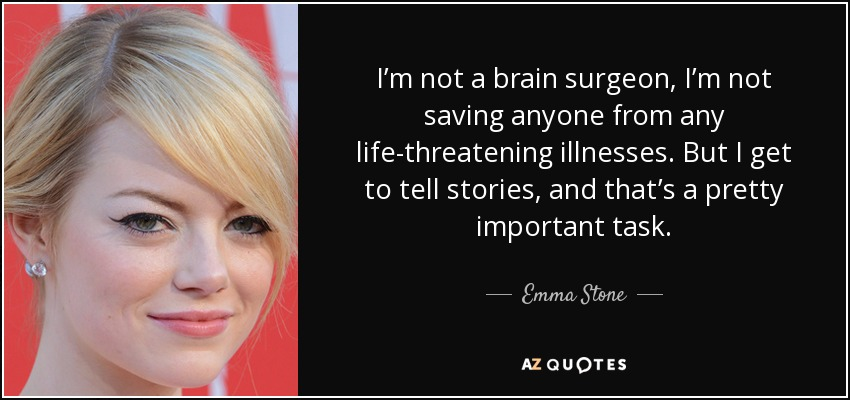 I’m not a brain surgeon, I’m not
saving anyone from any
life-threatening illnesses. But I get
to tell stories, and that’s a pretty
important task.
Emma Stone
AZ QUOTES